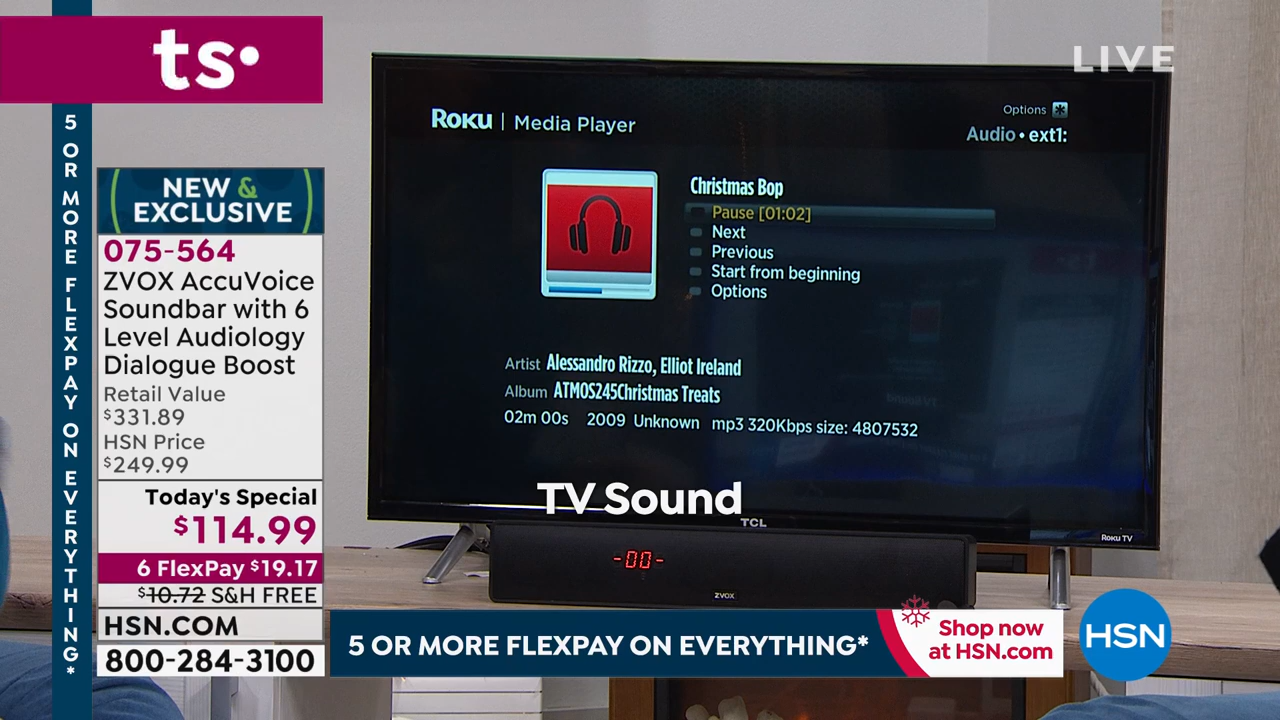 ts.
5 OR MORE FLEXPAY ON EVERYTHING*
NEW &
EXCLUSIVE
075-564
ZVOX AccuVoice
Soundbar with 6
Level Audiology
Dialogue Boost
Retail Value
$331.89
HSN Price
$249.99
Today's Special
$114.99
6 FlexPay $19.17
$10.72 S&H FREE
HSN.COM
800-284-3100
LIVE
Roku | Media Player
Options *
Audio • ext1:
Christmas Bop
Pause [01:02]
Next
Previous
Start from beginning
Options
Artist Alessandro Rizzo, Elliot Ireland
Album ATMOS245Christmas Treats
02m 00s 2009 Unknown mp3 320Kbps size: 4807532
TV Sound
TCL
Roku TV
-00-
ZVOX
5 OR MORE FLEXPAY ON EVERYTHING*
Shop now
at HSN.com
HSN